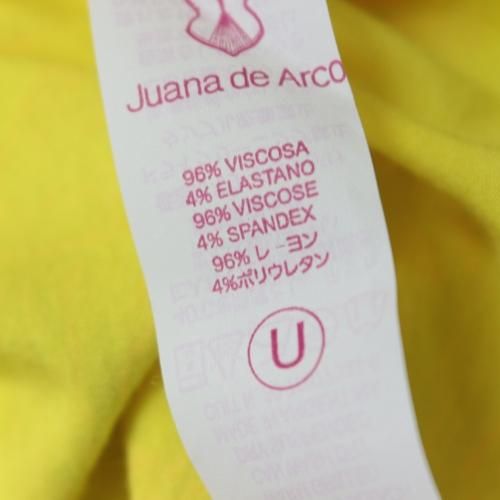 Juana de Arco
96% VISCOSA
4% ELASTANO
96% VISCOSE
4% SPANDEX
96% レーヨン
4%ポリウレタン
U